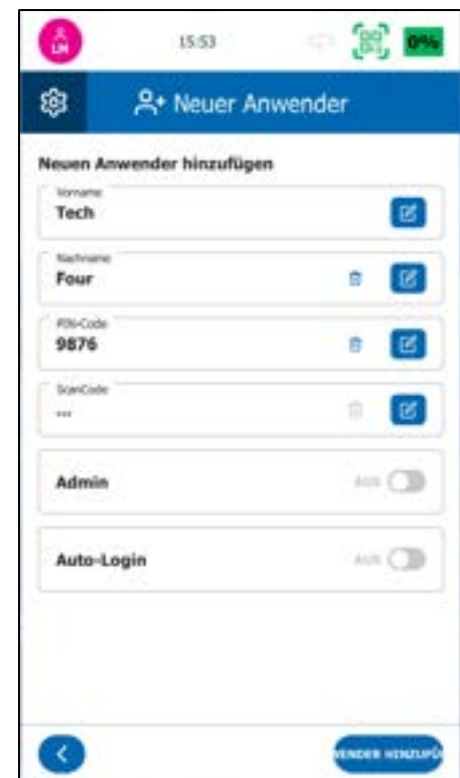 LM
15:53
0%
Neuer Anwender
Neuen Anwender hinzufügen
Vorname
Tech
Nachname
Four
PIN-Code
9876
ScanCode
...
Admin
AUS
Auto-Login
AUS
WENDER HINZUFÜ